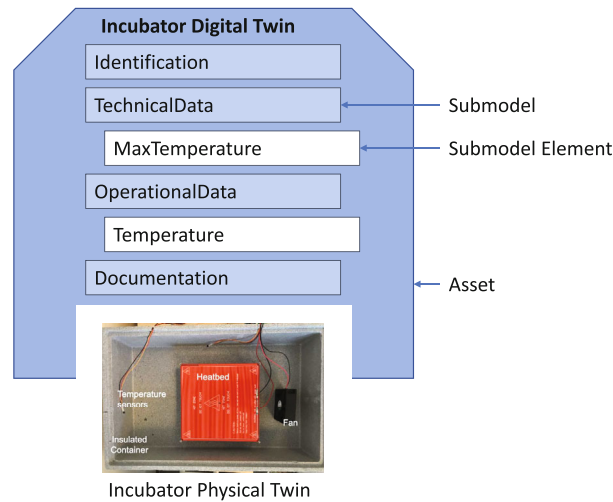 Incubator Digital Twin
Identification
TechnicalData
Submodel
MaxTemperature
Submodel Element
OperationalData
Temperature
Documentation
Asset
Heatbed
Temperature
sensors
Fan
Insulated
Container
Incubator Physical Twin